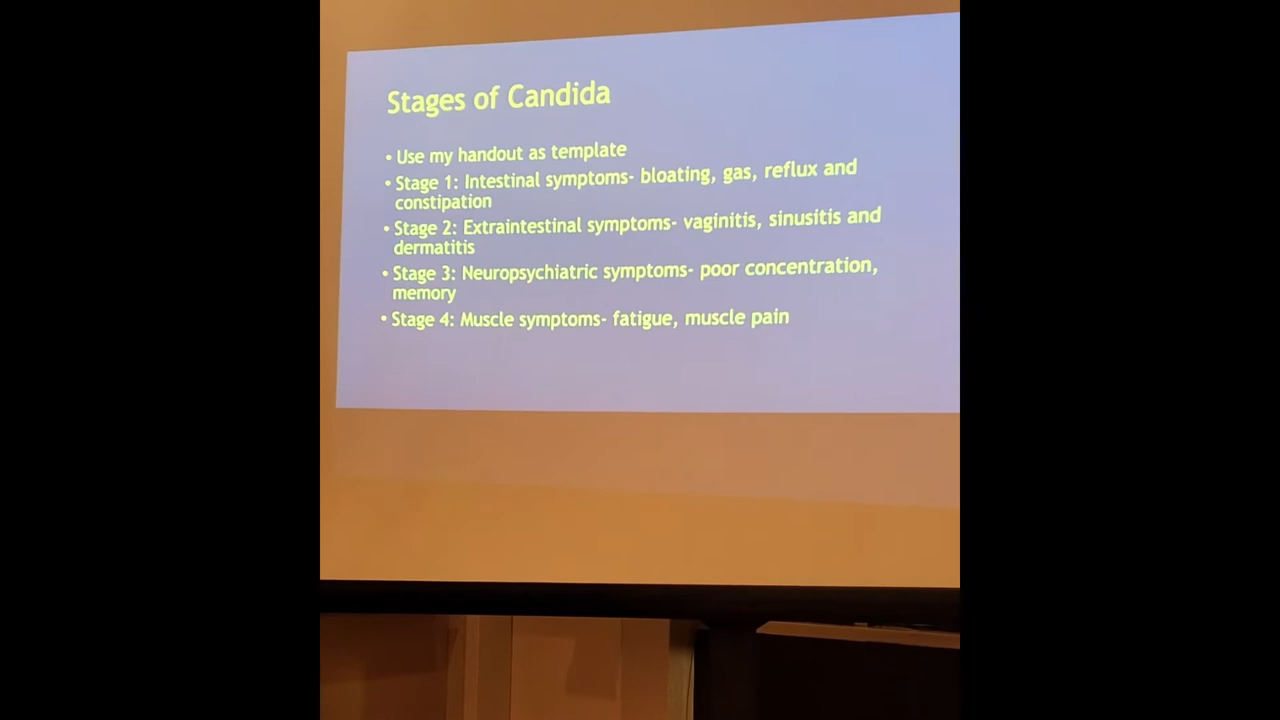 Stages of Candida
• Use my handout as template
• Stage 1: Intestinal symptoms- bloating, gas, reflux and
constipation
• Stage 2: Extraintestinal symptoms- vaginitis, sinusitis and
dermatitis
• Stage 3: Neuropsychiatric symptoms- poor concentration,
memory
• Stage 4: Muscle symptoms- fatigue, muscle pain